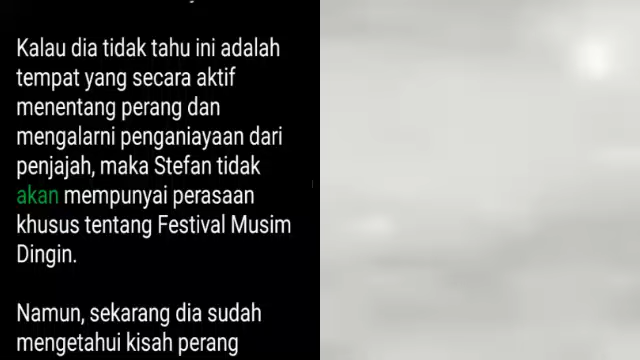 Kalau dia tidak tahu ini adalah
tempat yang secara aktif
menentang perang dan
mengalarni penganiayaan dari
penjajah, maka Stefan tidak
akan mempunyai perasaan
khusus tentang Festival Musim
Dingin.
Namun, sekarang dia sudah
mengetahui kisah perang